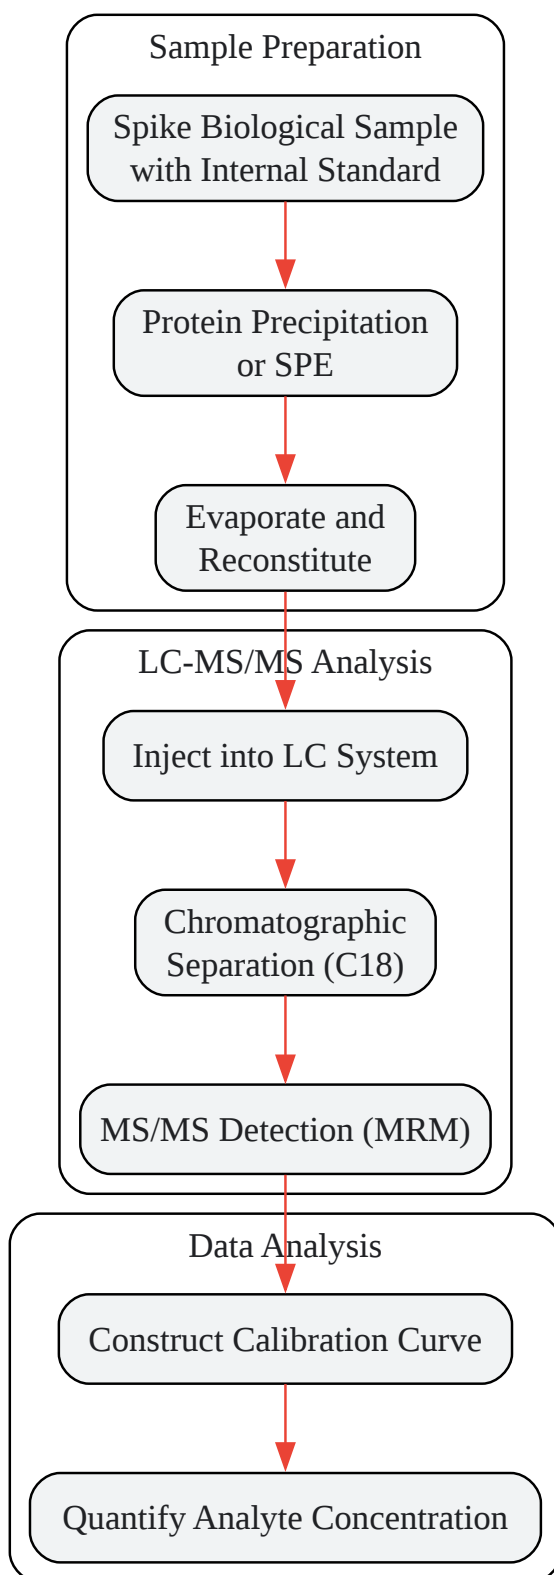 Sample Preparation
Spike Biological Sample
with Internal Standard
Protein Precipitation
or SPE
Evaporate and
Reconstitute
LC-MS/MS Analysis
Inject into LC System
Chromatographic
Separation (C18)
MS/MS Detection (MRM)
Data Analysis
Construct Calibration Curve
Quantify Analyte Concentration